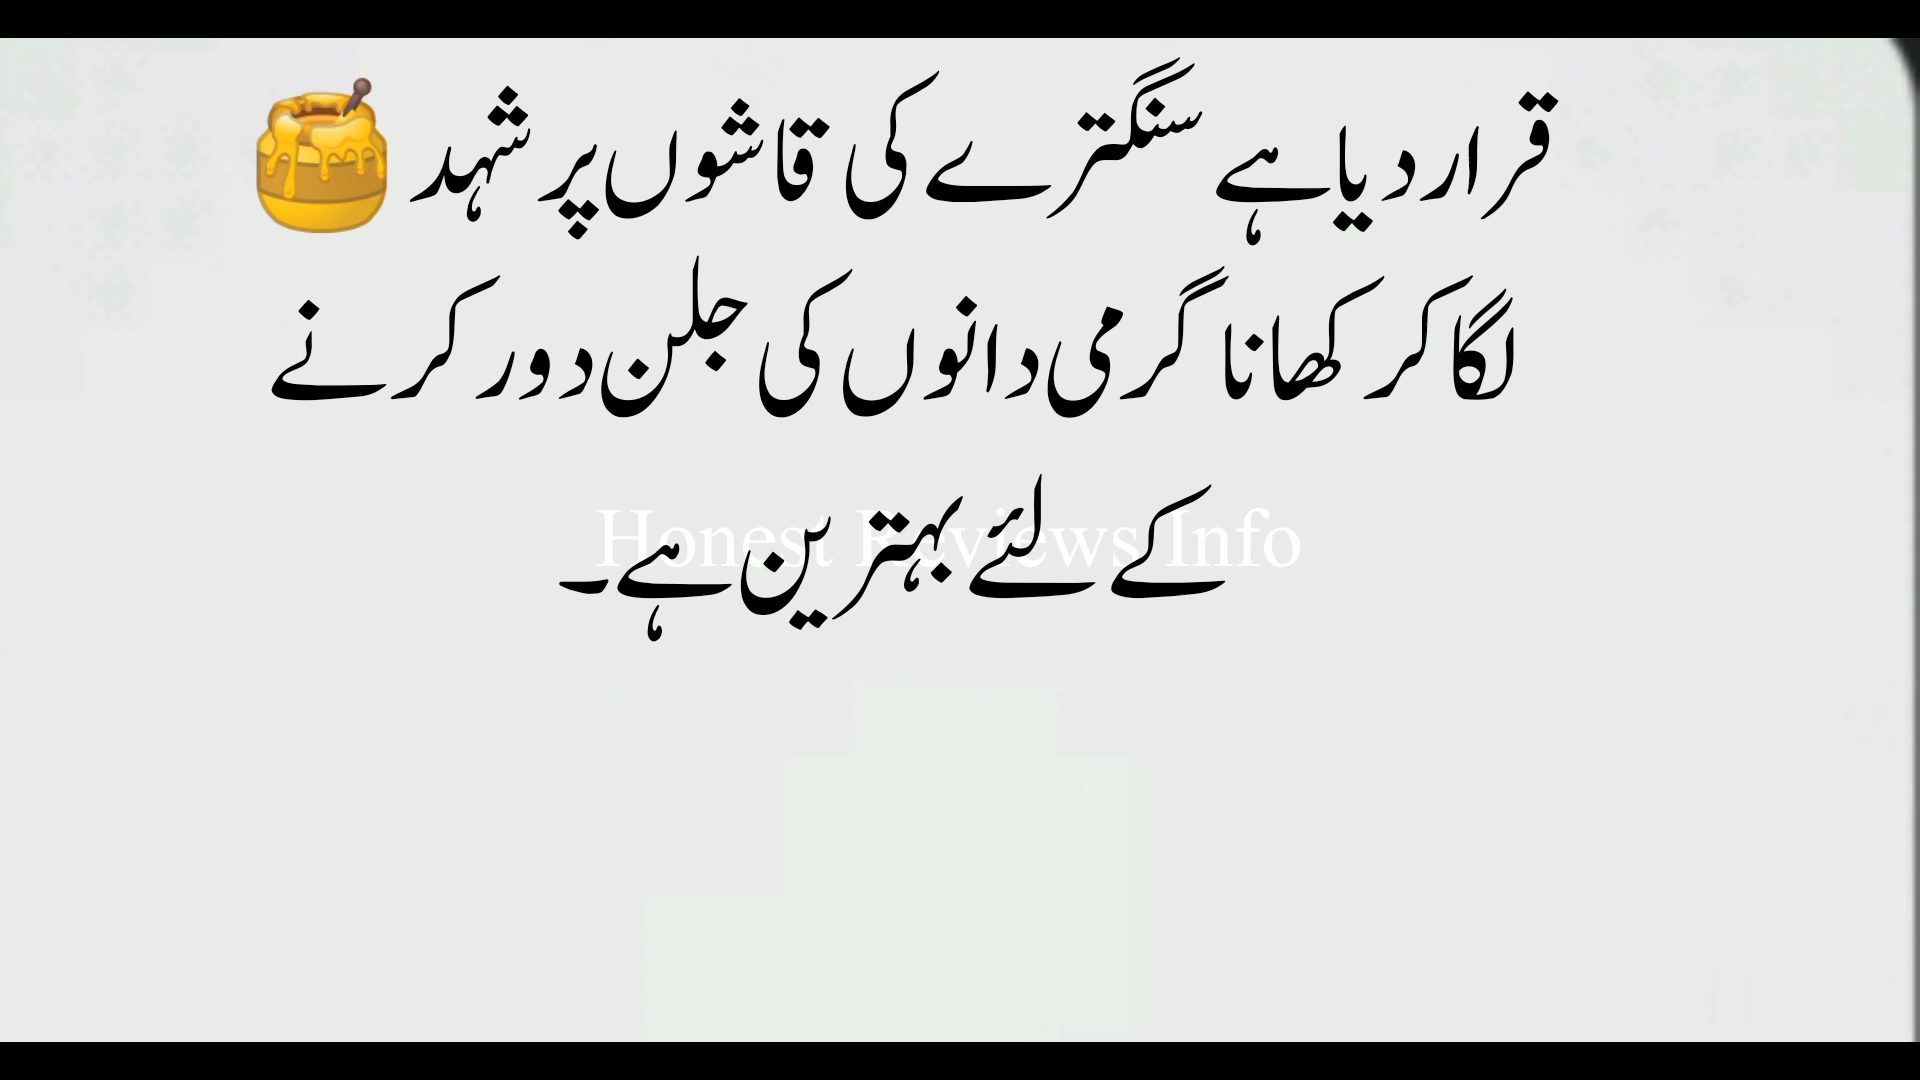 قرار دیا ہے سنگترے کی قاشوں پر شہد 🍯
لگا کر کھانا گرمی دانوں کی جلن دور کرنے
کے لئے بہترین ہے۔
Honest Reviews Info